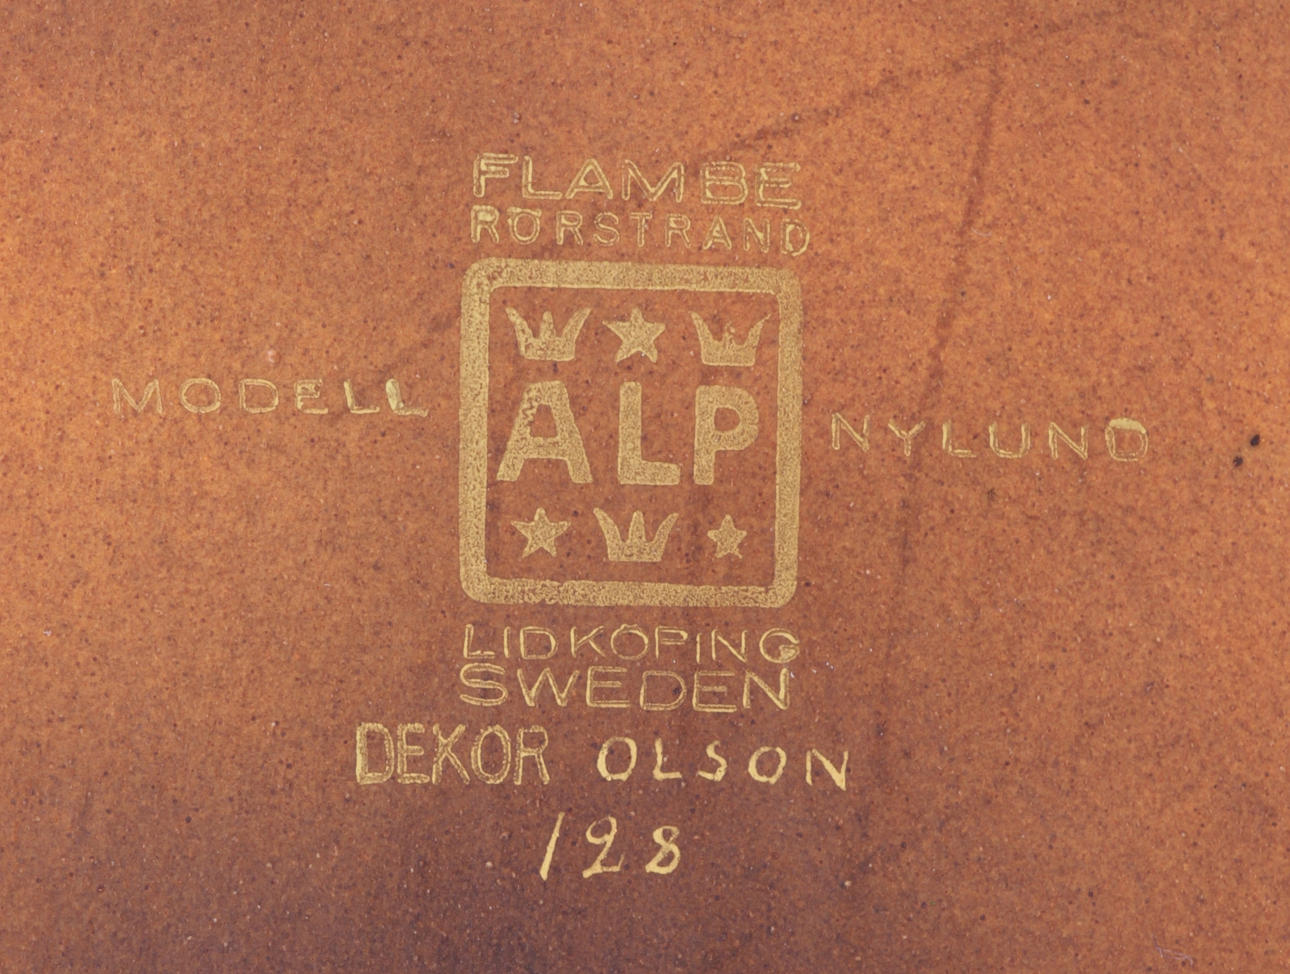 FLAMBE
RÖRSTRAND
MODELL ALP NYLUND
LIDKÖPING
SWEDEN
DEKOR OLSON
128